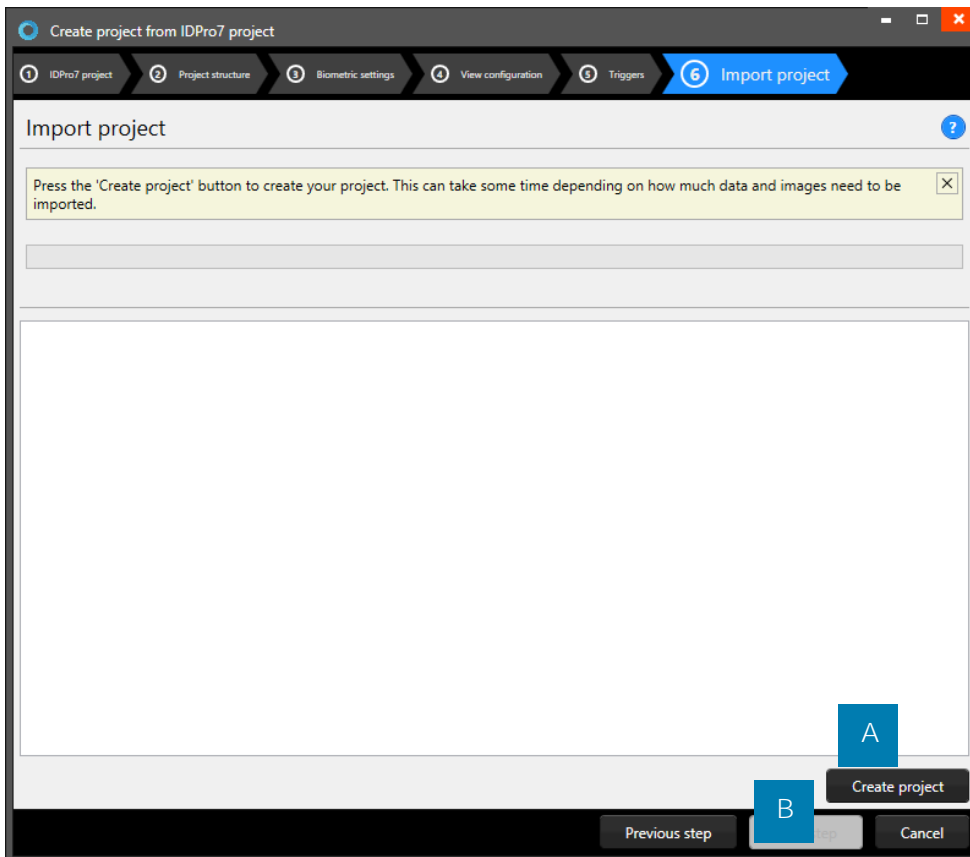 Create project from IDPro7 project
1 IDPro7 project 2 Project structure 3 Biometric settings 4 View configuration 5 Triggers 6 Import project
Import project
?
Press the 'Create project' button to create your project. This can take some time depending on how much data and images need to be
imported.
A
Create project
B
Previous step step Cancel